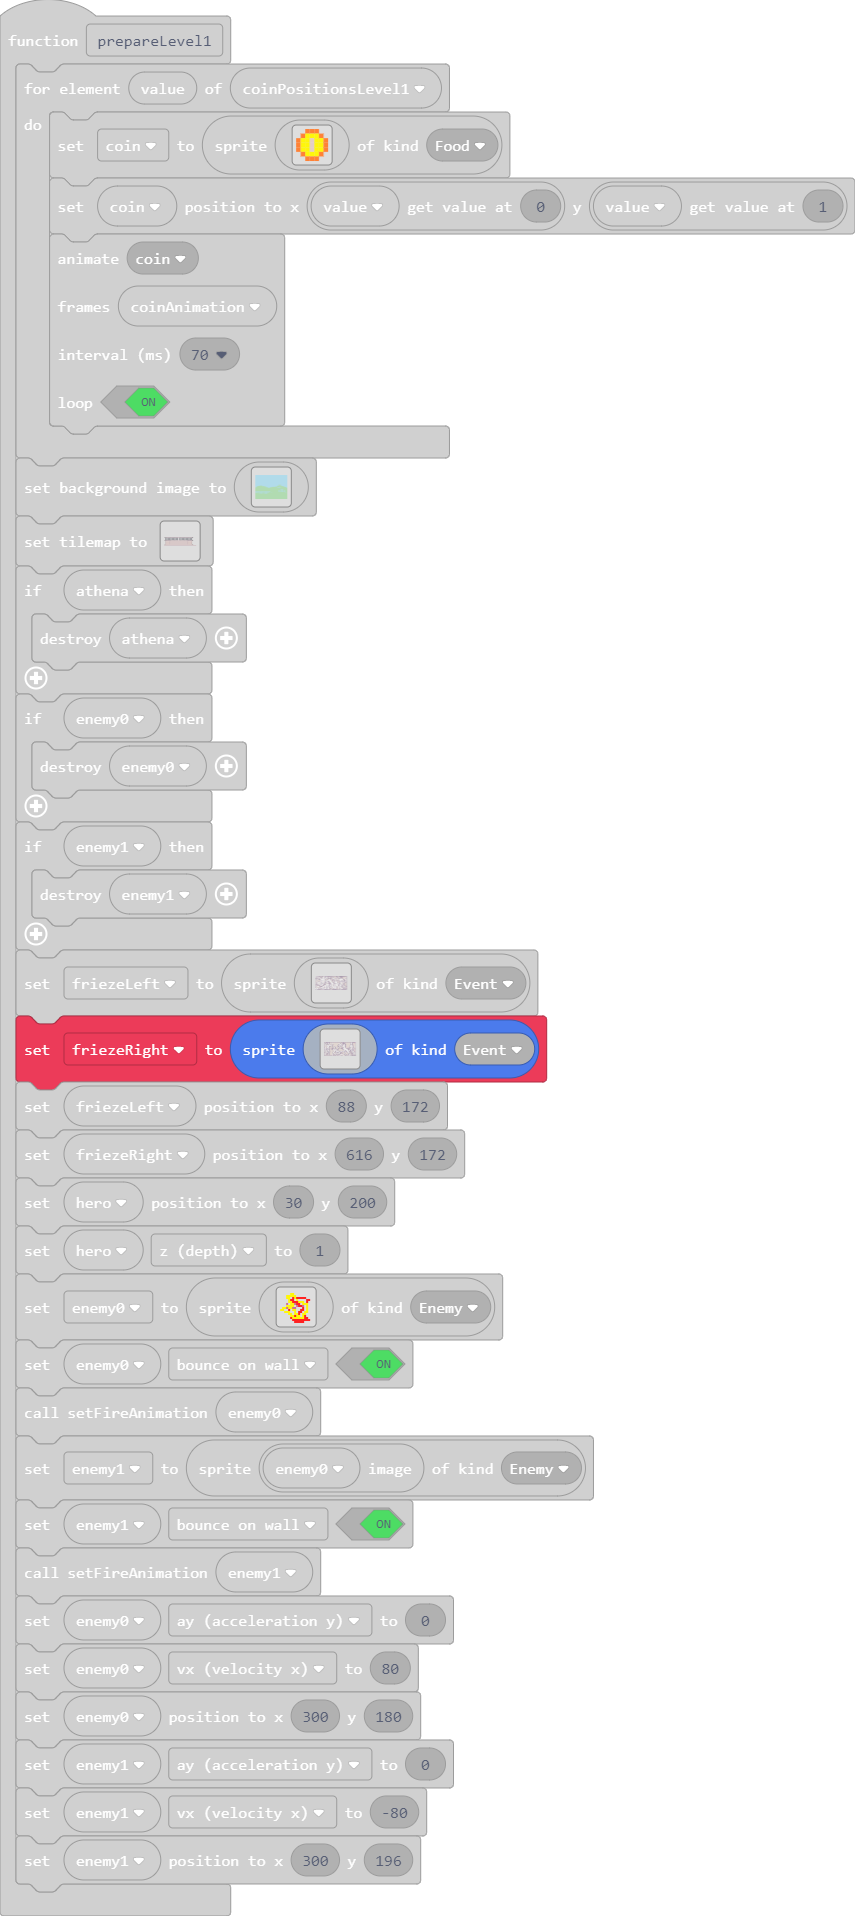 function prepareLevel1
for element value of coinPositionsLevel1
do
set coin to sprite of kind Food
set coin position to x value get value at 0 y value get value at 1
animate coin
frames coinAnimation
interval (ms) 70
loop ON
set background image to
set tilemap to
if athena then
destroy athena
if enemy0 then
destroy enemy0
if enemy1 then
destroy enemy1
set friezeLeft to sprite of kind Event
set friezeRight to sprite of kind Event
set friezeLeft position to x 88 y 172
set friezeRight position to x 616 y 172
set hero position to x 30 y 200
set hero z (depth) to 1
set enemy0 to sprite of kind Enemy
set enemy0 bounce on wall ON
call setFireAnimation enemy0
set enemy1 to sprite enemy0 image of kind Enemy
set enemy1 bounce on wall ON
call setFireAnimation enemy1
set enemy0 ay (acceleration y) to 0
set enemy0 vx (velocity x) to 80
set enemy0 position to x 300 y 180
set enemy1 ay (acceleration y) to 0
set enemy1 vx (velocity x) to -80
set enemy1 position to x 300 y 196